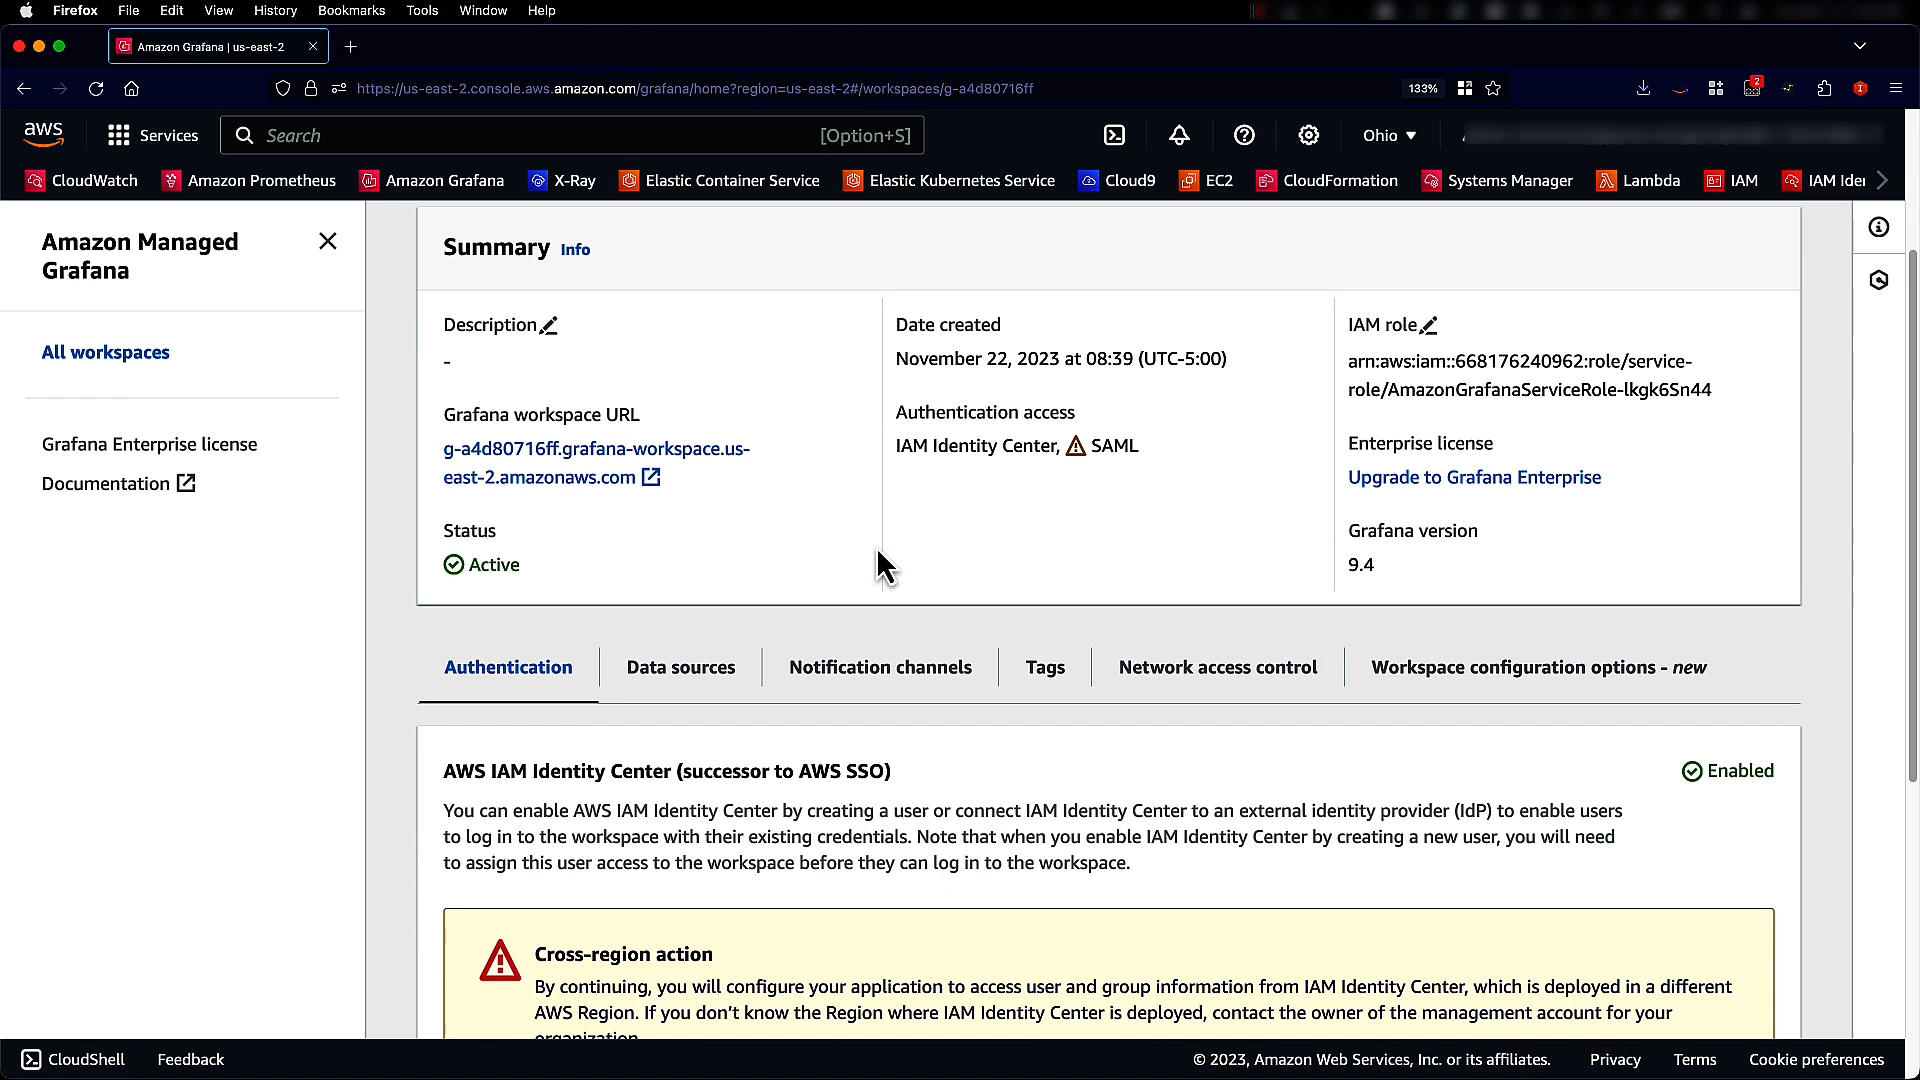 Firefox File Edit View History Bookmarks Tools Window Help
Amazon Grafana | us-east-2
https://us-east-2.console.aws.amazon.com/grafana/home?region=us-east-2#/workspaces/g-a4d80716ff
133%
2
aws
Services
Search
[Option+S]
Ohio
CloudWatch Amazon Prometheus Amazon Grafana X-Ray Elastic Container Service Elastic Kubernetes Service Cloud9 EC2 CloudFormation Systems Manager Lambda IAM IAM Ider
Amazon Managed
Grafana
All workspaces
Grafana Enterprise license
Documentation
Summary Info
Description
-
Grafana workspace URL
g-a4d80716ff.grafana-workspace.us-
east-2.amazonaws.com
Status
Active
Date created
November 22, 2023 at 08:39 (UTC-5:00)
Authentication access
IAM Identity Center, SAML
IAM role
arn:aws:iam::668176240962:role/service-
role/AmazonGrafanaServiceRole-lkgk6Sn44
Enterprise license
Upgrade to Grafana Enterprise
Grafana version
9.4
Authentication Data sources Notification channels Tags Network access control Workspace configuration options - new
AWS IAM Identity Center (successor to AWS SSO)
Enabled
You can enable AWS IAM Identity Center by creating a user or connect IAM Identity Center to an external identity provider (IdP) to enable users
to log in to the workspace with their existing credentials. Note that when you enable IAM Identity Center by creating a new user, you will need
to assign this user access to the workspace before they can log in to the workspace.
Cross-region action
By continuing, you will configure your application to access user and group information from IAM Identity Center, which is deployed in a different
AWS Region. If you don't know the Region where IAM Identity Center is deployed, contact the owner of the management account for your
organization.
CloudShell Feedback
© 2023, Amazon Web Services, Inc. or its affiliates. Privacy Terms Cookie preferences